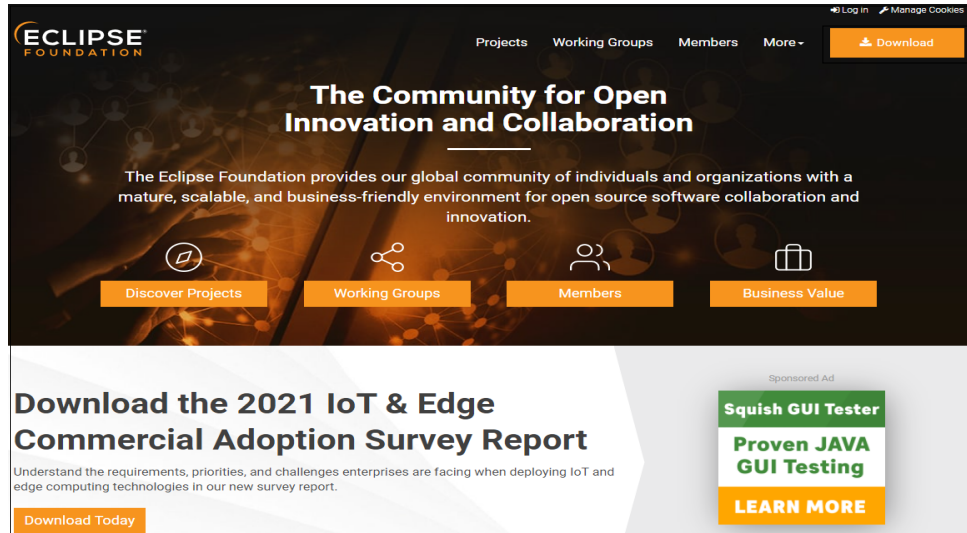 Log in Manage Cookies
ECLIPSE®
FOUNDATION
Projects Working Groups Members More Download
The Community for Open
Innovation and Collaboration
The Eclipse Foundation provides our global community of individuals and organizations with a
mature, scalable, and business-friendly environment for open source software collaboration and
innovation.
Discover Projects Working Groups Members Business Value
Sponsored Ad
Download the 2021 IoT & Edge
Commercial Adoption Survey Report
Understand the requirements, priorities, and challenges enterprises are facing when deploying IoT and
edge computing technologies in our new survey report.
Download Today
Squish GUI Tester
Proven JAVA
GUI Testing
LEARN MORE